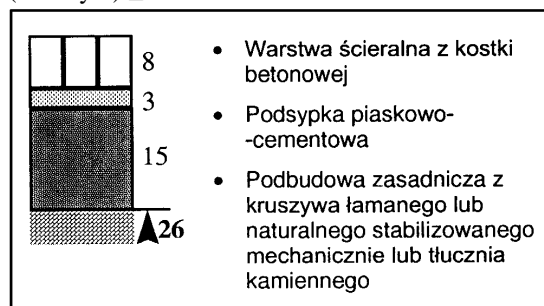 8
3
15
26
• Warstwa ścieralna z kostki
betonowej
• Podsypka piaskowo-
-cementowa
• Podbudowa zasadnicza z
kruszywa łamanego lub
naturalnego stabilizowanego
mechanicznie lub tłucznia
kamiennego